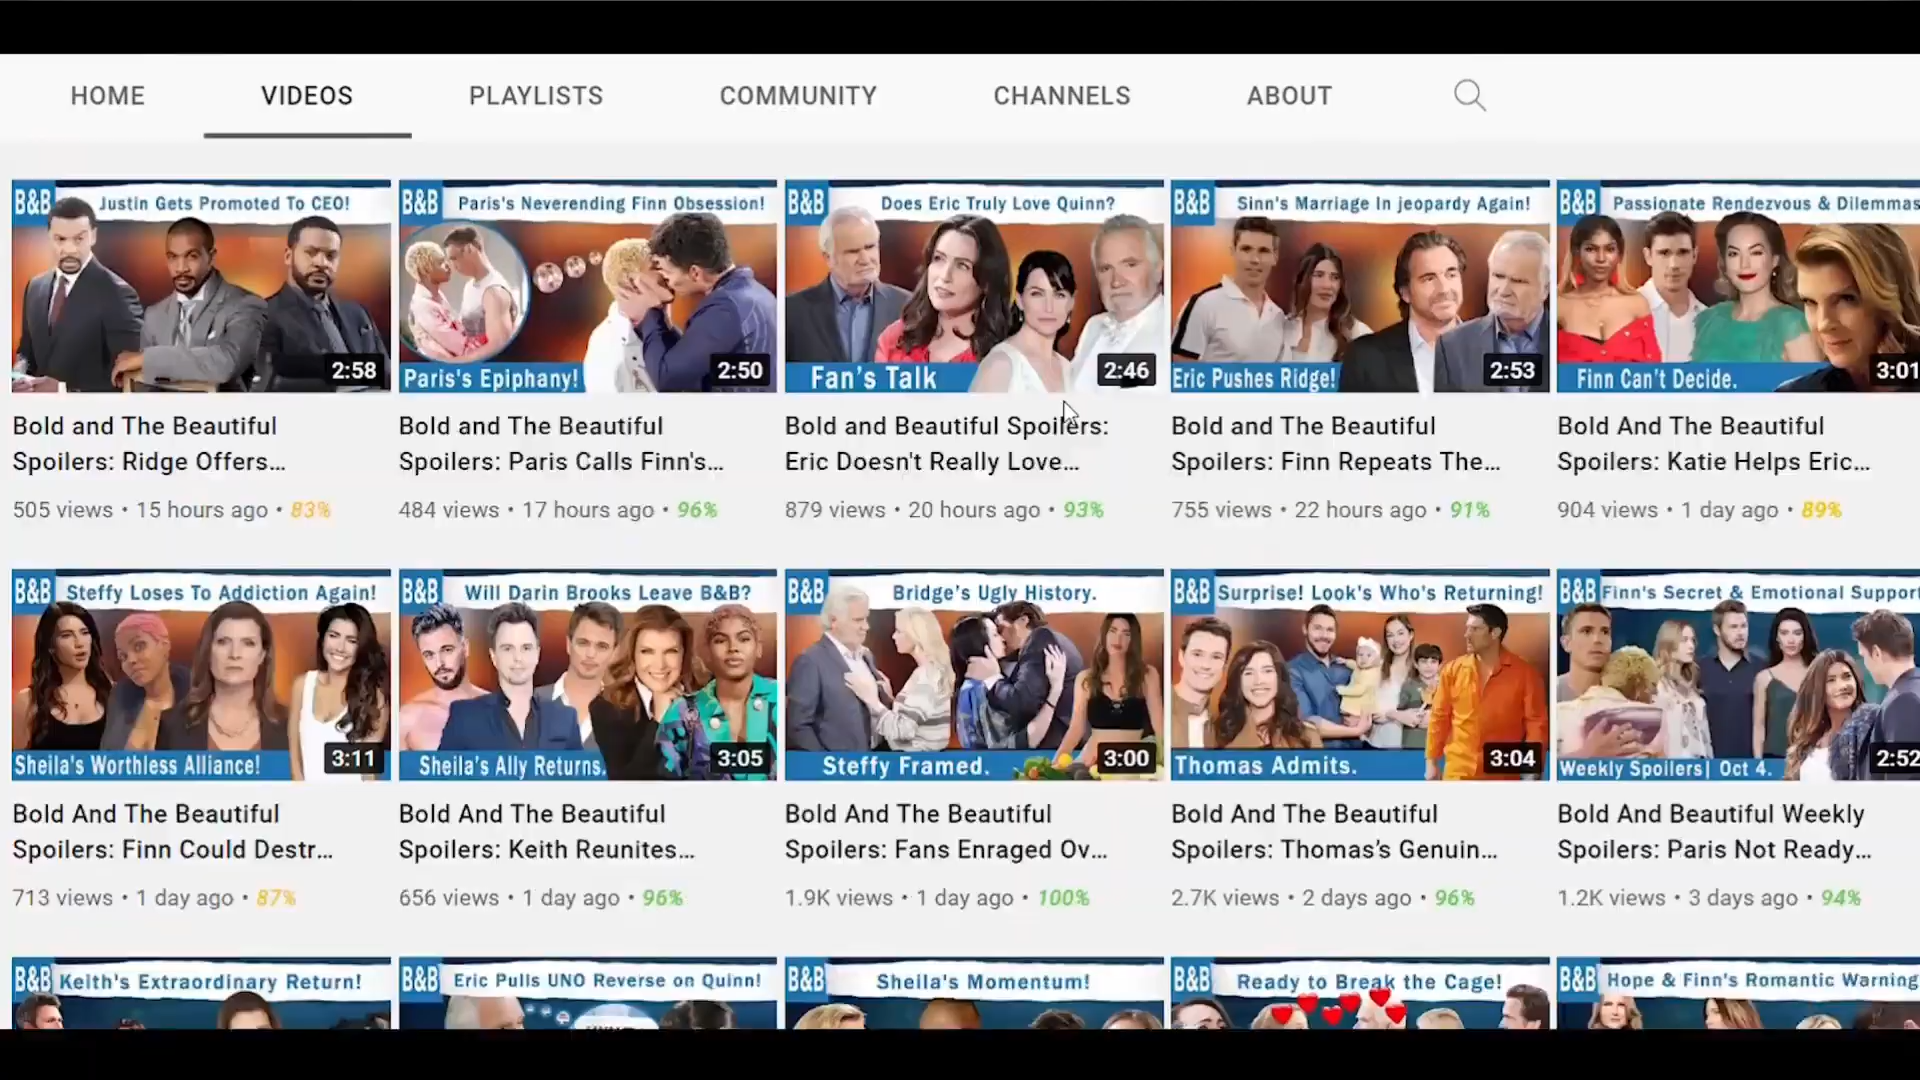 HOME VIDEOS PLAYLISTS COMMUNITY CHANNELS ABOUT
B&B Justin Gets Promoted To CEO!
2:58
Bold and The Beautiful
Spoilers: Ridge Offers...
505 views • 15 hours ago • 83%
B&B Paris's Neverending Finn Obsession!
Paris's Epiphany!
2:50
Bold and The Beautiful
Spoilers: Paris Calls Finn's...
484 views • 17 hours ago • 96%
B&B Does Eric Truly Love Quinn?
Fan's Talk
2:46
Bold and Beautiful Spoilers:
Eric Doesn't Really Love...
879 views • 20 hours ago • 93%
B&B Sinn's Marriage In jeopardy Again!
Eric Pushes Ridge!
2:53
Bold and The Beautiful
Spoilers: Finn Repeats The...
755 views • 22 hours ago • 91%
B&B Passionate Rendezvous & Dilemmas
Finn Can't Decide.
3:01
Bold And The Beautiful
Spoilers: Katie Helps Eric...
904 views • 1 day ago • 89%
B&B Steffy Loses To Addiction Again!
Sheila's Worthless Alliance!
3:11
Bold And The Beautiful
Spoilers: Finn Could Destr...
713 views • 1 day ago • 87%
B&B Will Darin Brooks Leave B&B?
Sheila's Ally Returns.
3:05
Bold And The Beautiful
Spoilers: Keith Reunites...
656 views • 1 day ago • 96%
B&B Bridge's Ugly History.
Steffy Framed.
3:00
Bold And The Beautiful
Spoilers: Fans Enraged Ov...
1.9K views • 1 day ago • 100%
B&B Surprise! Look's Who's Returning!
Thomas Admits.
3:04
Bold And The Beautiful
Spoilers: Thomas’s Genuin...
2.7K views • 2 days ago • 96%
B&B Finn's Secret & Emotional Support
Weekly Spoilers| Oct 4.
2:52
Bold And Beautiful Weekly
Spoilers: Paris Not Ready...
1.2K views • 3 days ago • 94%
B&B Keith's Extraordinary Return!
B&B Eric Pulls UNO Reverse on Quinn!
B&B Sheila's Momentum!
B&B Ready to Break the Cage!
B&B Hope & Finn's Romantic Warning